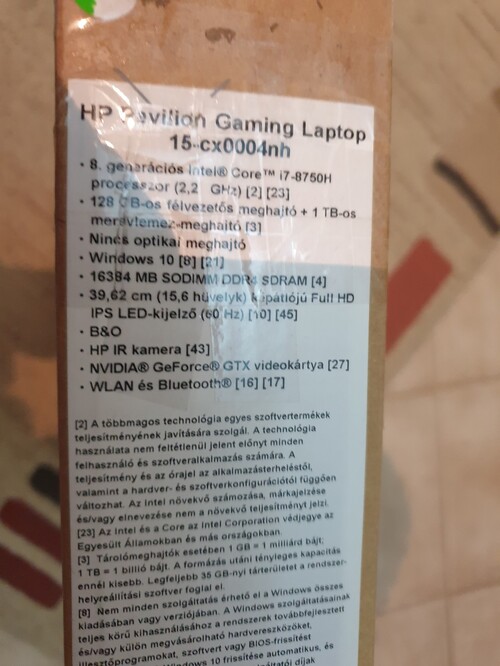 HP Pavilion Gaming Laptop
15-cx0004nh
• 8. generációs Intel® Core™ i7-8750H
processzor (2,2 GHz) [2] [23]
• 128 GB-os félvezetős meghajtó + 1 TB-os
merevlemez-meghajtó [3]
• Nincs optikai meghajtó
• Windows 10 [8] [21]
• 16384 MB SODIMM DDR4 SDRAM [4]
• 39,62 cm (15,6 hüvelyk) képátlójú Full HD
IPS LED-kijelző (60 Hz) [10] [45]
• B&O
• HP IR kamera [43]
• NVIDIA® GeForce® GTX videokártya [27]
• WLAN és Bluetooth® [16] [17]
[2] A többmagos technológia egyes szoftvertermékek
teljesítményének javítására szolgál. A technológia
használata nem feltétlenül jelent előnyt minden
felhasználó és szoftveralkalmazás számára. A
teljesítmény és az órajel az alkalmazásterheléstől,
valamint a hardver- és szoftverkonfigurációtól függően
változhat. Az Intel növekvő számozása, márkajelzése
és/vagy elnevezése nem a növekvő teljesítményt jelzi.
[23] Az Intel és a Core az Intel Corporation védjegye az
Egyesült Államokban és más országokban.
[3] Tárolómeghajtók esetében 1 GB = 1 milliárd bájt;
1 TB = 1 billió bájt. A formázás utáni tényleges kapacitás
ennél kisebb. Legfeljebb 35 GB-nyi tárterületet a rendszer-
helyreállítási szoftver foglal el.
[8] Nem minden szolgáltatás érhető el a Windows összes
kiadásában vagy verziójában. A Windows szolgáltatásainak
teljes körű kihasználásához a rendszerek továbbfejlesztett
és/vagy külön megvásárolható hardvereszközöket,
illesztőprogramokat, szoftvert vagy BIOS-frissítést
Windows 10 frissítése automatikus, és
díjak